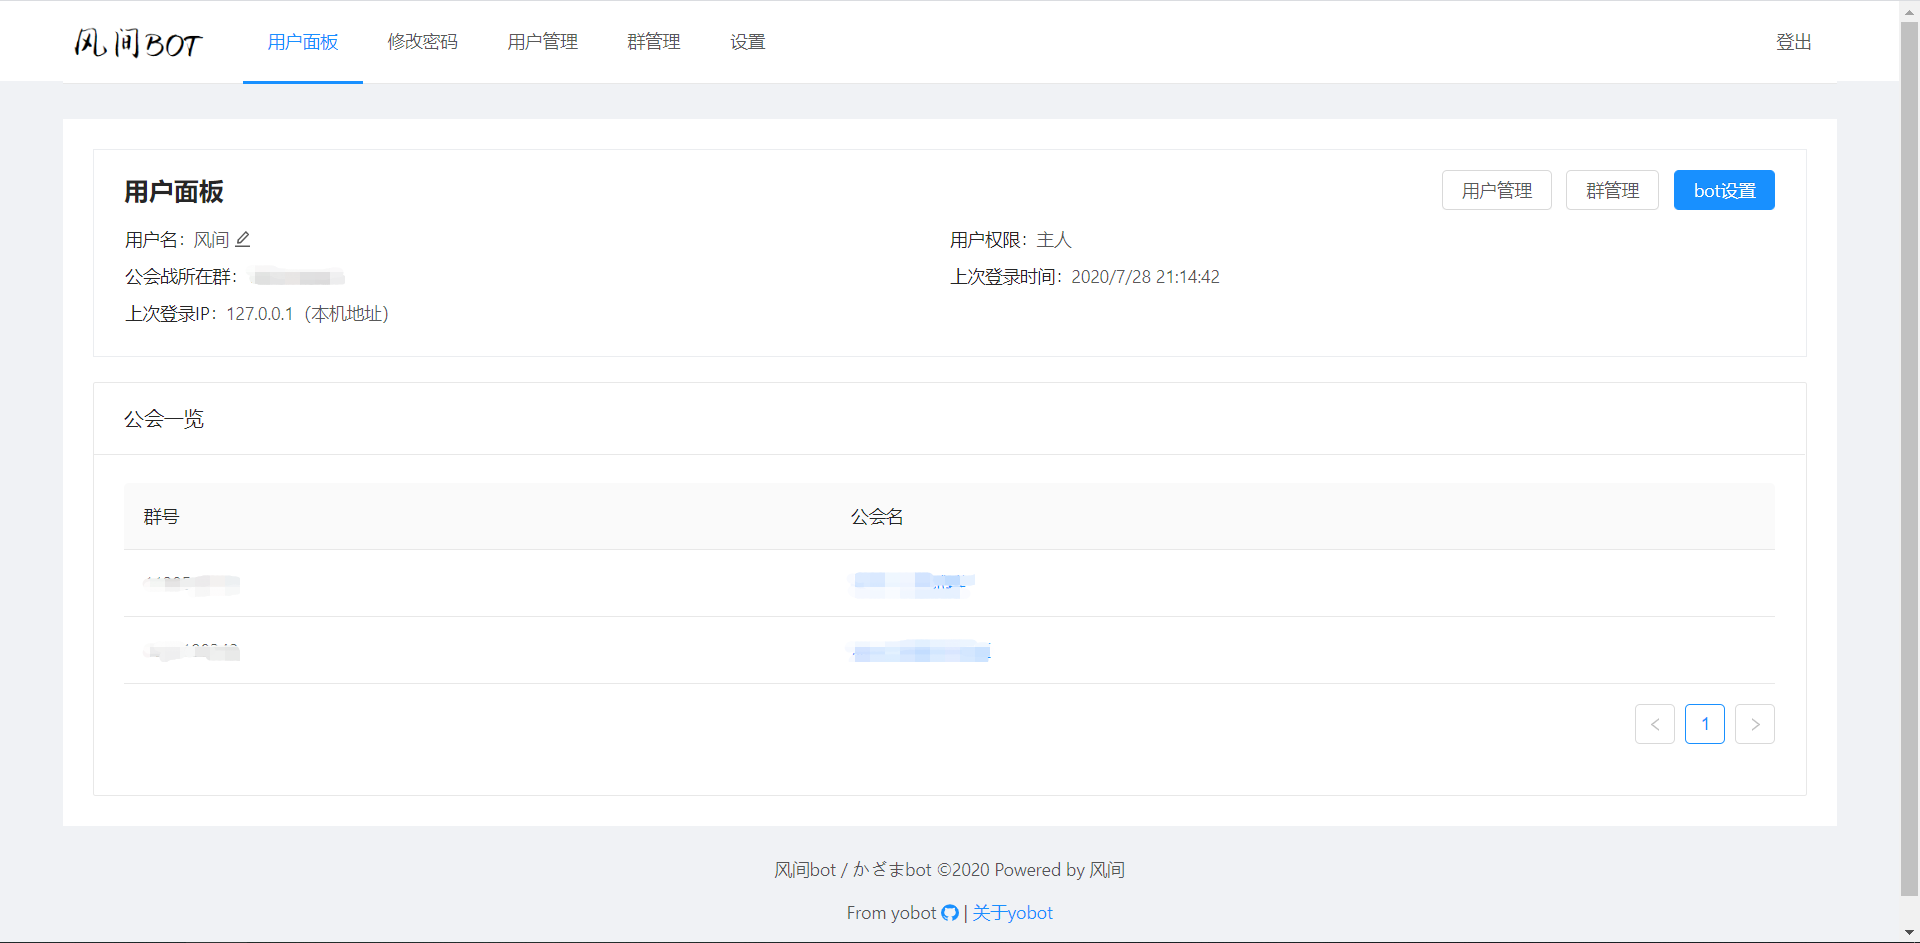 风间BOT 用户面板 修改密码 用户管理 群管理 设置 登出
用户面板 用户管理 群管理 bot设置
用户名：风间 用户权限：主人
公会战所在群： 上次登录时间：2020/7/28 21:14:42
上次登录IP：127.0.0.1（本机地址）
公会一览
群号 公会名
< 1 >
风间bot / かざまbot ©2020 Powered by 风间
From yobot | 关于yobot